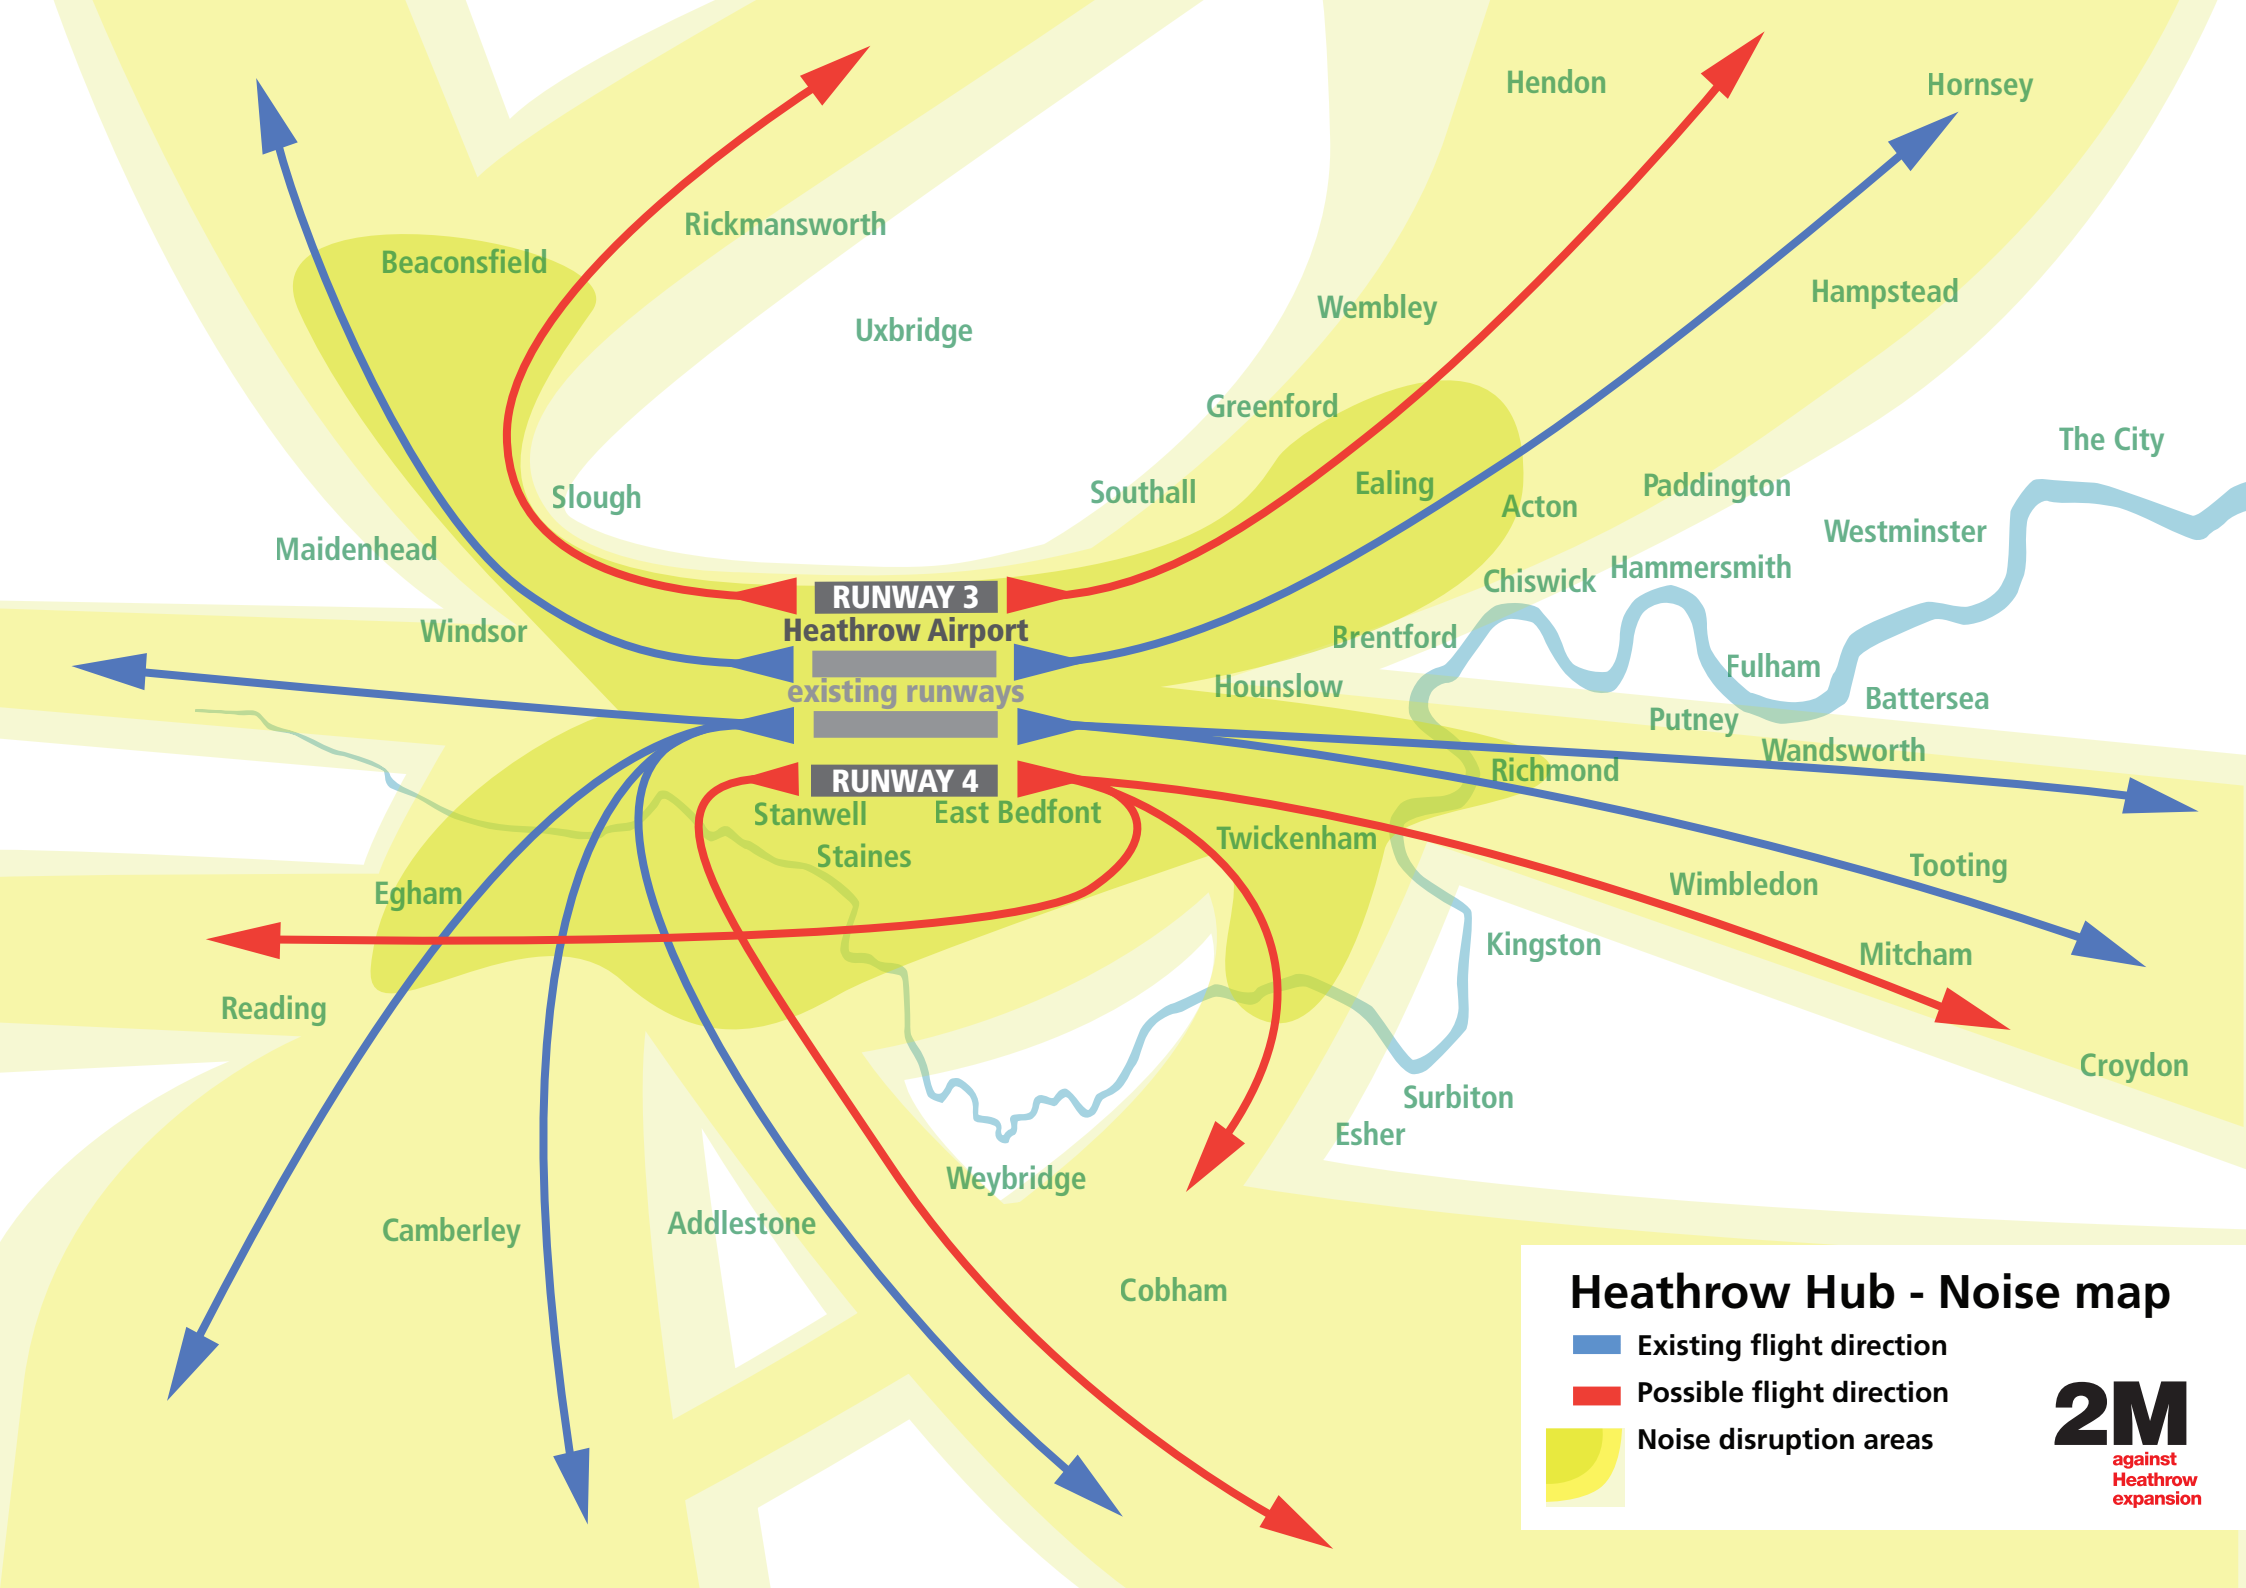 Hendon
Hornsey
Rickmansworth
Beaconsfield
Hampstead
Wembley
Uxbridge
Greenford
The City
Slough
Southall
Ealing
Acton
Paddington
Westminster
Maidenhead
Hammersmith
Chiswick
RUNWAY 3
Heathrow Airport
Windsor
Brentford
Fulham
existing runways
Hounslow
Battersea
Putney
Wandsworth
Richmond
RUNWAY 4
Stanwell
East Bedfont
Twickenham
Staines
Tooting
Wimbledon
Egham
Kingston
Mitcham
Reading
Croydon
Surbiton
Esher
Weybridge
Addlestone
Camberley
Cobham
Heathrow Hub - Noise map
Existing flight direction
Possible flight direction
Noise disruption areas
2M
against
Heathrow
expansion